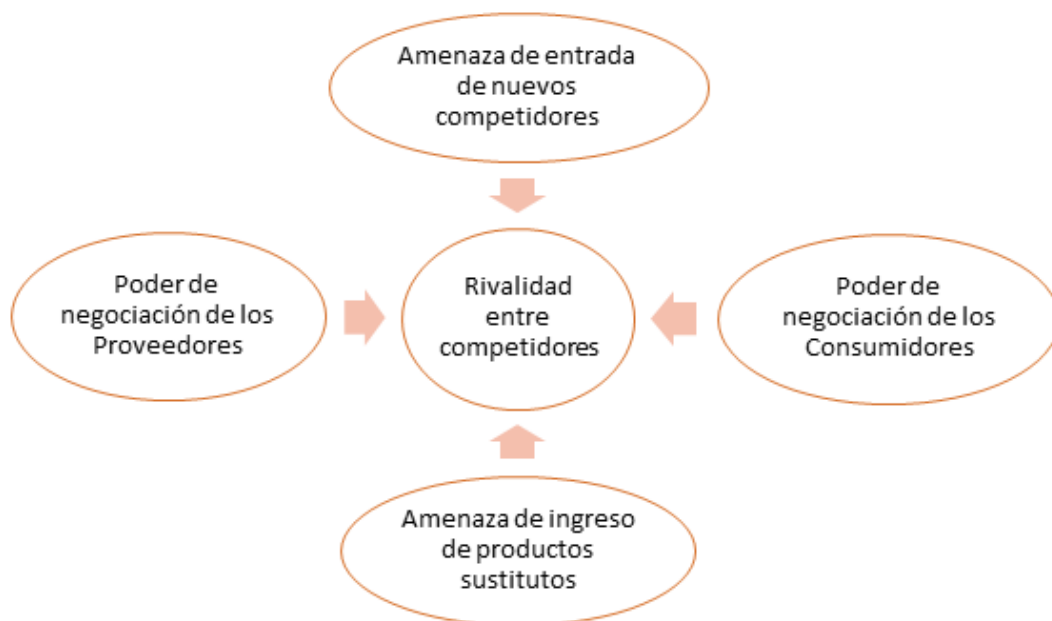 Amenaza de entrada
de nuevos
competidores
Poder de
negociación de los
Proveedores
Rivalidad
entre
competidores
Poder de
negociación de los
Consumidores
Amenaza de ingreso
de productos
sustitutos